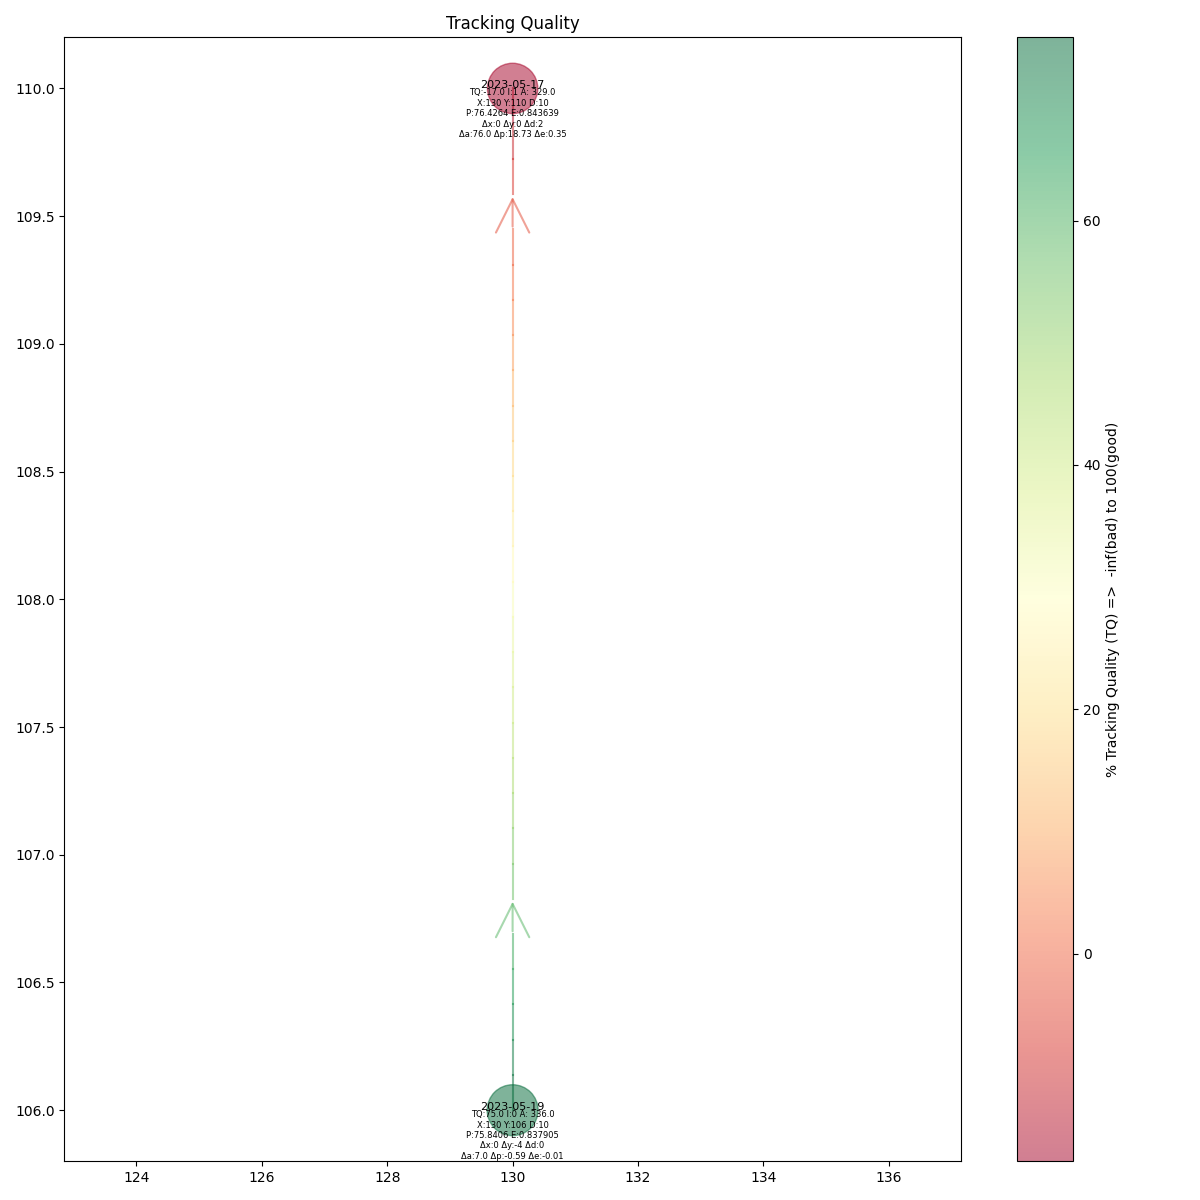 Tracking Quality
110.0
109.5
109.0
108.5
108.0
107.5
107.0
106.5
106.0
2023-05-17
TQ:-17.0 I:1 A: 329.0
X:130 Y:110 D:10
P:76.4264 E:0.843639
Δx:0 Δy:0 Δd:2
Δa:76.0 Δp:18.73 Δe:0.35
2023-05-19
TQ:75.0 I:0 A: 336.0
X:130 Y:106 D:10
P:75.8406 E:0.837905
Δx:0 Δy:-4 Δd:0
Δa:7.0 Δp:-0.59 Δe:-0.01
124 126 128 130 132 134 136
60
40
20
0
% Tracking Quality (TQ) => -inf(bad) to 100(good)